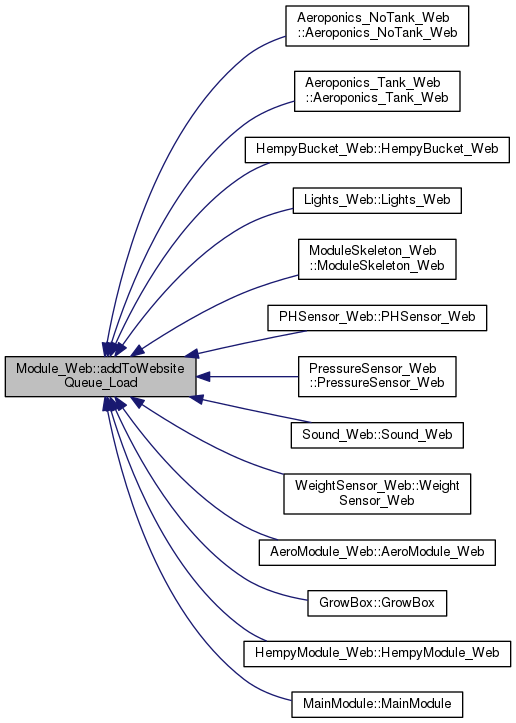 Aeroponics_NoTank_Web
::Aeroponics_NoTank_Web
Aeroponics_Tank_Web
::Aeroponics_Tank_Web
HempyBucket_Web::HempyBucket_Web
Lights_Web::Lights_Web
ModuleSkeleton_Web
::ModuleSkeleton_Web
PHSensor_Web::PHSensor_Web
Module_Web::addToWebsite
Queue_Load
PressureSensor_Web
::PressureSensor_Web
Sound_Web::Sound_Web
WeightSensor_Web::Weight
Sensor_Web
AeroModule_Web::AeroModule_Web
GrowBox::GrowBox
HempyModule_Web::HempyModule_Web
MainModule::MainModule